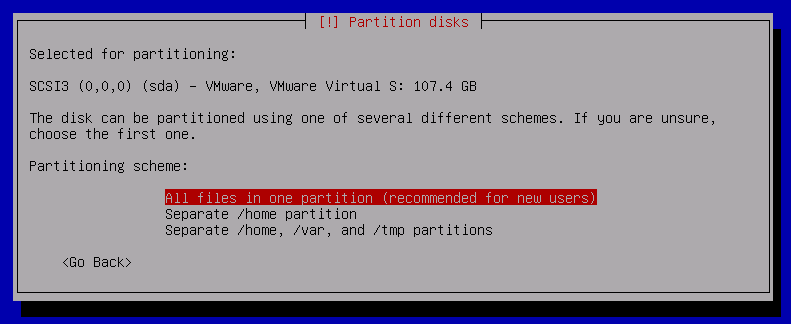 [!] Partition disks
Selected for partitioning:
SCSI3 (0,0,0) (sda) - VMware, VMware Virtual S: 107.4 GB
The disk can be partitioned using one of several different schemes. If you are unsure,
choose the first one.
Partitioning scheme:
All files in one partition (recommended for new users)
Separate /home partition
Separate /home, /var, and /tmp partitions
<Go Back>